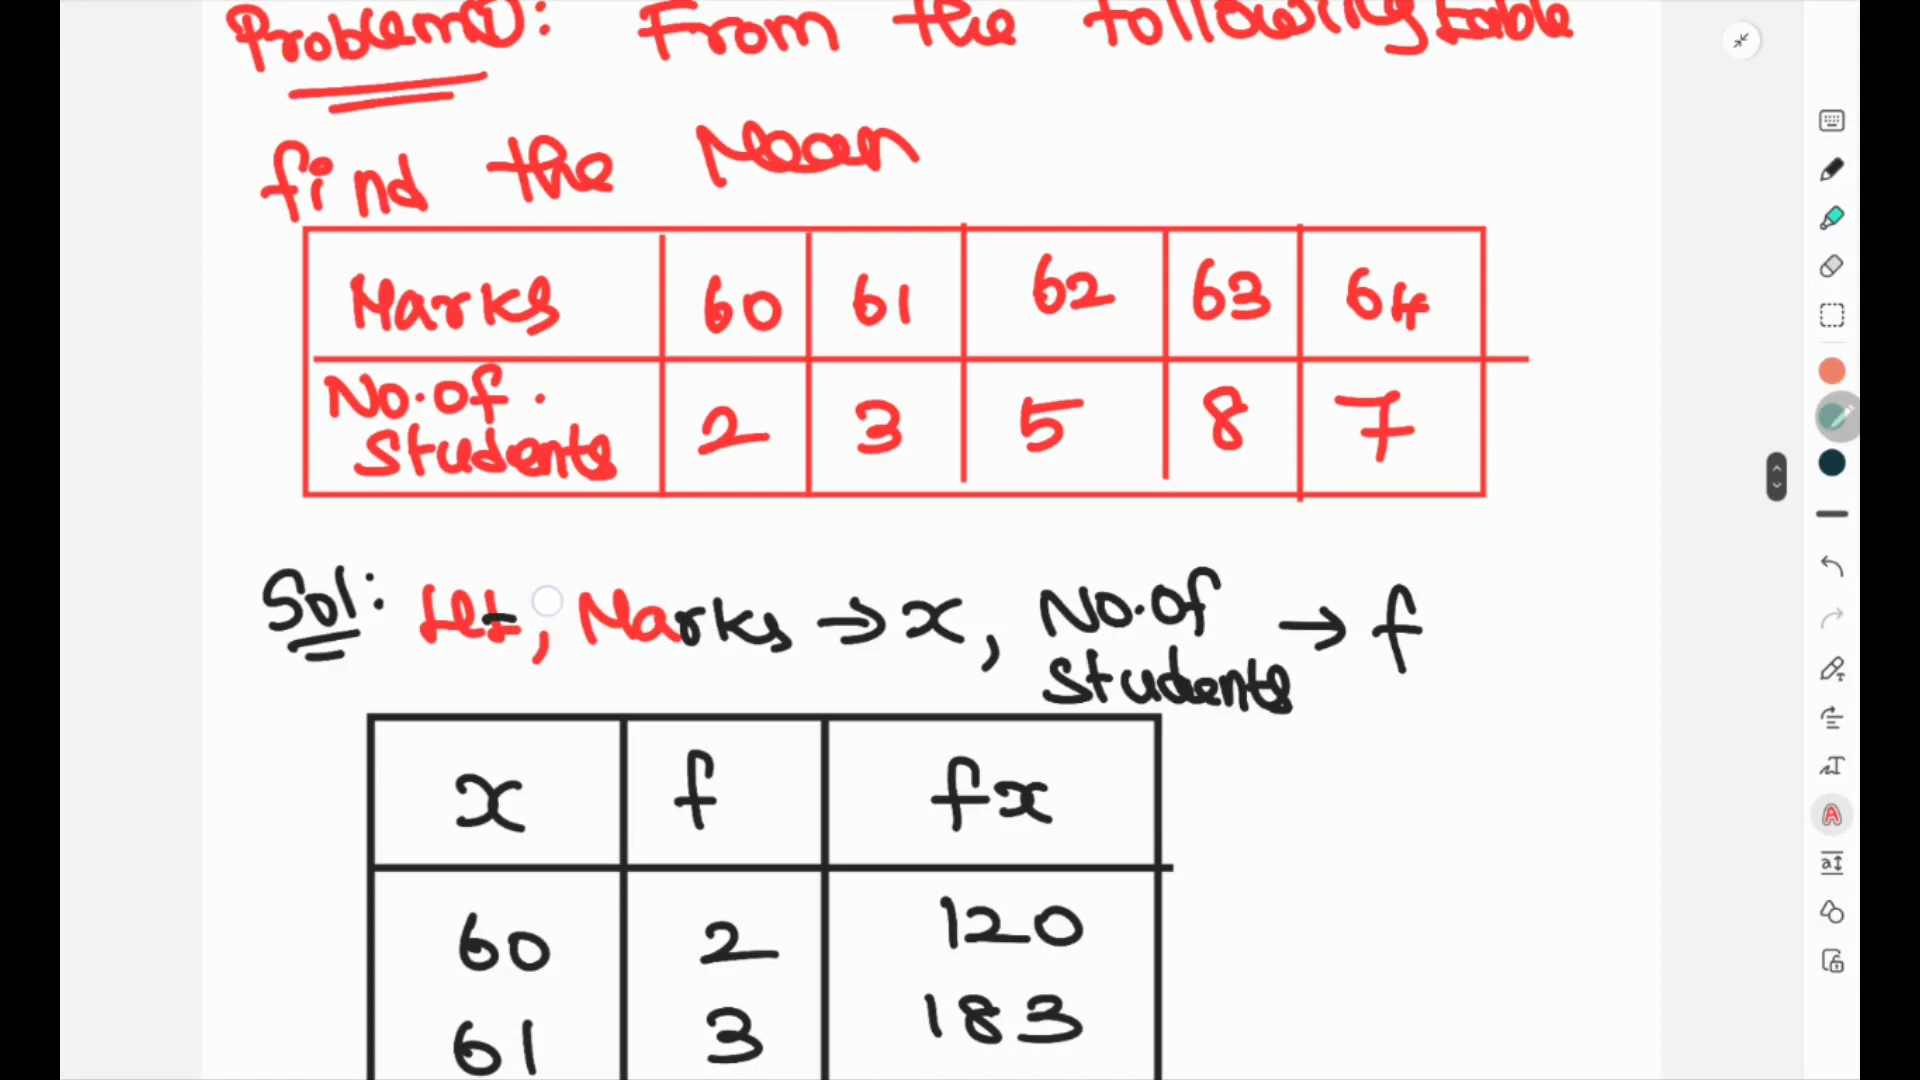 Problem①: From the following table
find the Mean
Marks 60 61 62 63 64
No.of.
Students 2 3 5 8 7
Sol: Let, Marks → x, No.of
Students → f
x f fx
60 2 120
61 3 183